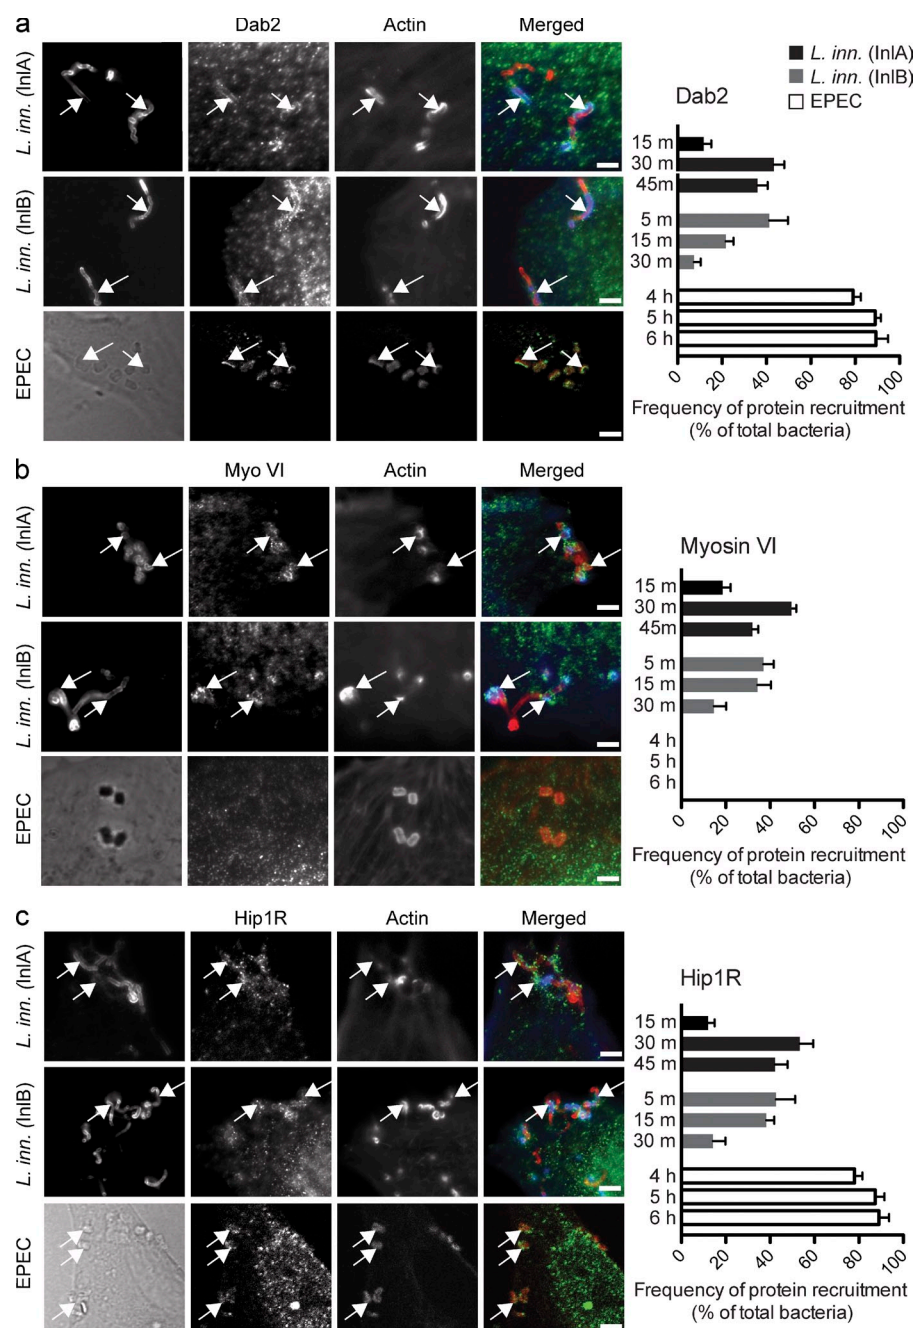 a
Dab2 Actin Merged
L. inn. (InlA)
L. inn. (InlB)
EPEC
L. inn. (InlA)
L. inn. (InlB)
EPEC
Dab2
15 m
30 m
45m
5 m
15 m
30 m
4 h
5 h
6 h
0 20 40 60 80 100
Frequency of protein recruitment
(% of total bacteria)
b
Myo VI Actin Merged
L. inn. (InlA)
L. inn. (InlB)
EPEC
Myosin VI
15 m
30 m
45m
5 m
15 m
30 m
4 h
5 h
6 h
0 20 40 60 80 100
Frequency of protein recruitment
(% of total bacteria)
c
Hip1R Actin Merged
L. inn. (InlA)
L. inn. (InlB)
EPEC
Hip1R
15 m
30 m
45 m
5 m
15 m
30 m
4 h
5 h
6 h
0 20 40 60 80 100
Frequency of protein recruitment
(% of total bacteria)